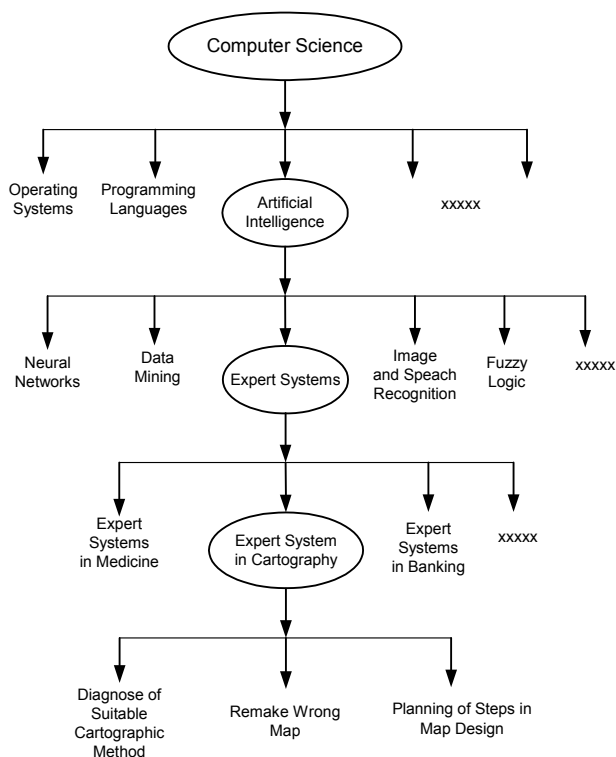 Computer Science
Operating
Systems
Programming
Languages
Artificial
Intelligence
xxxxx
Neural
Networks
Data
Mining
Expert Systems
Image
and Speach
Recognition
Fuzzy
Logic
xxxxx
Expert
Systems
in Medicine
Expert System
in Cartography
Expert
Systems
in Banking
xxxxx
Diagnose of
Suitable
Cartographic
Method
Remake Wrong
Map
Planning of Steps in
Map Design